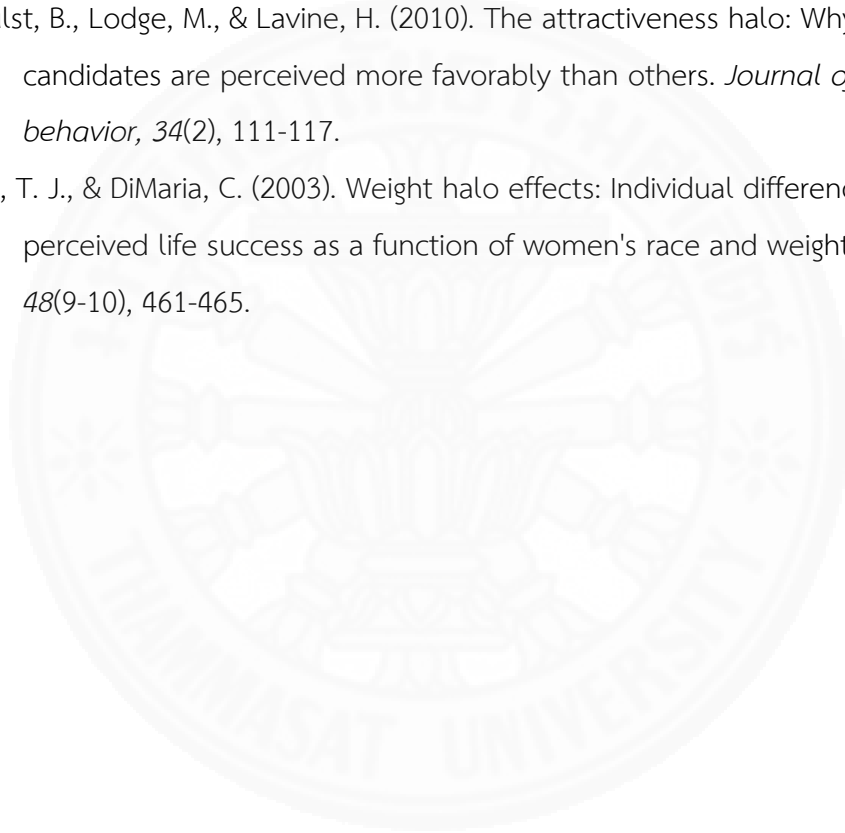 lst, B., Lodge, M., & Lavine, H. (2010). The attractiveness halo: Why
candidates are perceived more favorably than others. Journal of
behavior, 34(2), 111-117.
, T. J., & DiMaria, C. (2003). Weight halo effects: Individual differenc
perceived life success as a function of women's race and weight
48(9-10), 461-465.
THAMMASAT UNIVERSITY